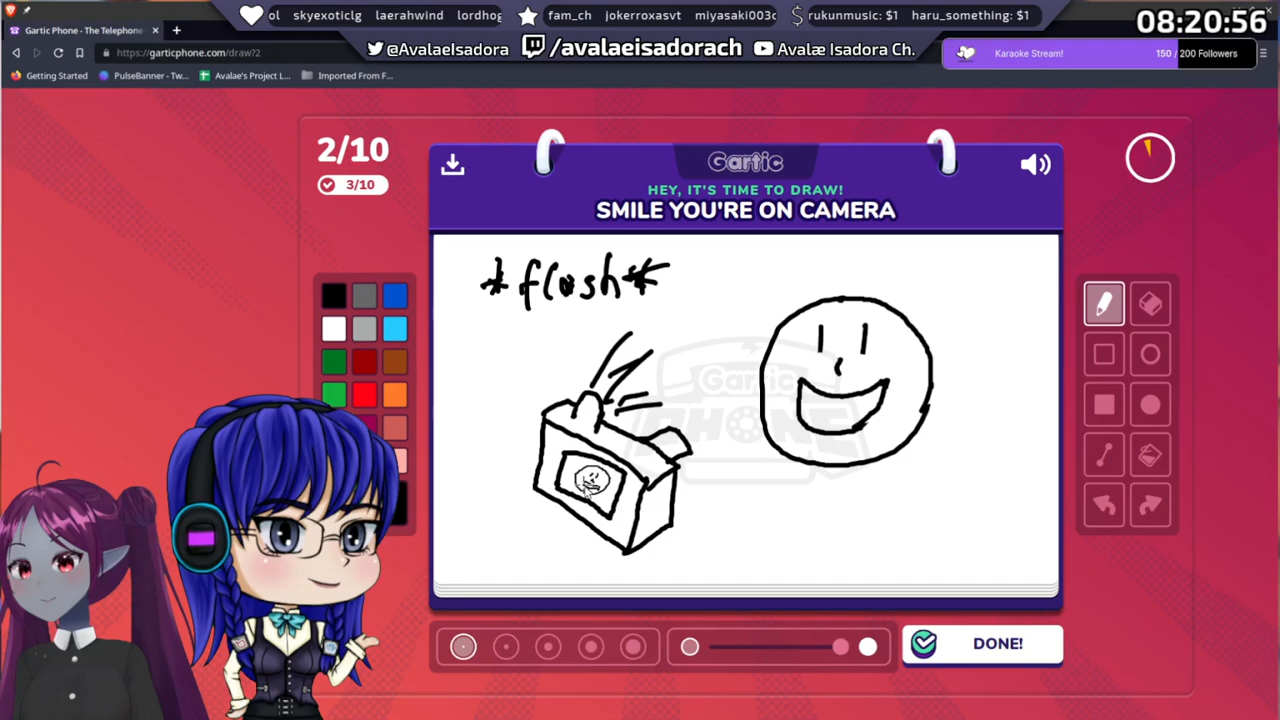 ol skyexoticlg laerahwind lordhog
fam_ch jokerroxasvt miyasaki003c
$ rukunmusic: $1 haru_something: $1
08:20:56
Gartic Phone - The Telephone
https://garticphone.com/draw?2
@AvalaeIsadora
/avalaeisadorach
Avalæ Isadora Ch.
Karaoke Stream!
150 / 200 Followers
Getting Started
PulseBanner - Tw...
Avalae's Project L...
Imported From F...
2/10
3/10
Gartic
HEY, IT'S TIME TO DRAW!
SMILE YOU'RE ON CAMERA
*flash*
Gartic
PHONE
DONE!